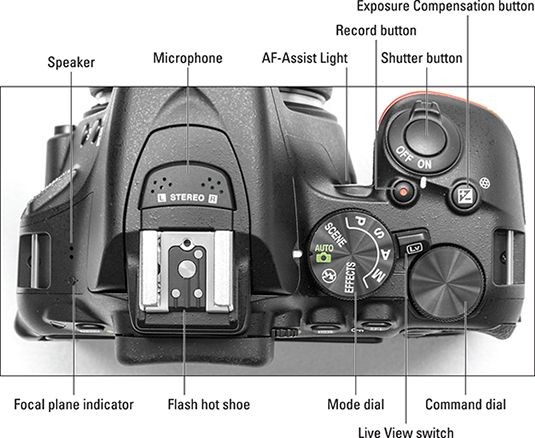 Exposure Compensation button
Record button
Speaker
Microphone
AF-Assist Light
Shutter button
OFF ON
L STEREO R
SCENE
P
S
A
M
AUTO
EFFECTS
Lv
Focal plane indicator
Flash hot shoe
Mode dial
Command dial
Live View switch